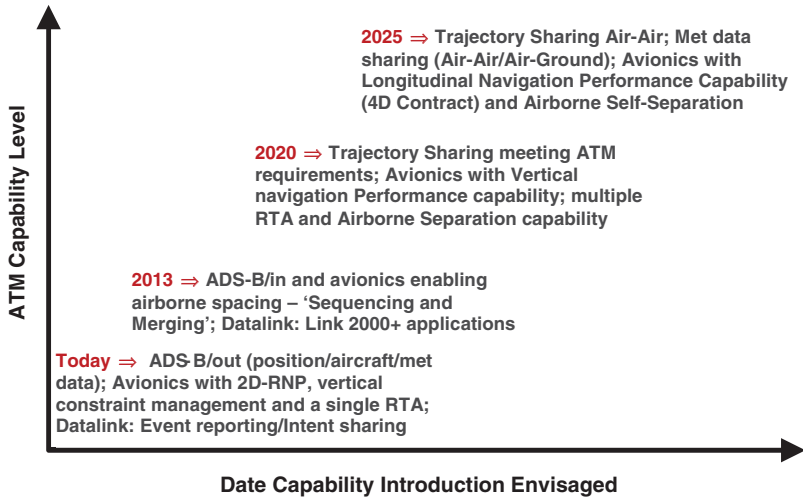 2025 ⇒ Trajectory Sharing Air-Air; Met data
sharing (Air-Air/Air-Ground); Avionics with
Longitudinal Navigation Performance Capability
(4D Contract) and Airborne Self-Separation
2020 ⇒ Trajectory Sharing meeting ATM
requirements; Avionics with Vertical
navigation Performance capability; multiple
RTA and Airborne Separation capability
2013 ⇒ ADS-B/in and avionics enabling
airborne spacing – ‘Sequencing and
Merging’; Datalink: Link 2000+ applications
Today ⇒ ADS-B/out (position/aircraft/met
data); Avionics with 2D-RNP, vertical
constraint management and a single RTA;
Datalink: Event reporting/Intent sharing
ATM Capability Level
Date Capability Introduction Envisaged